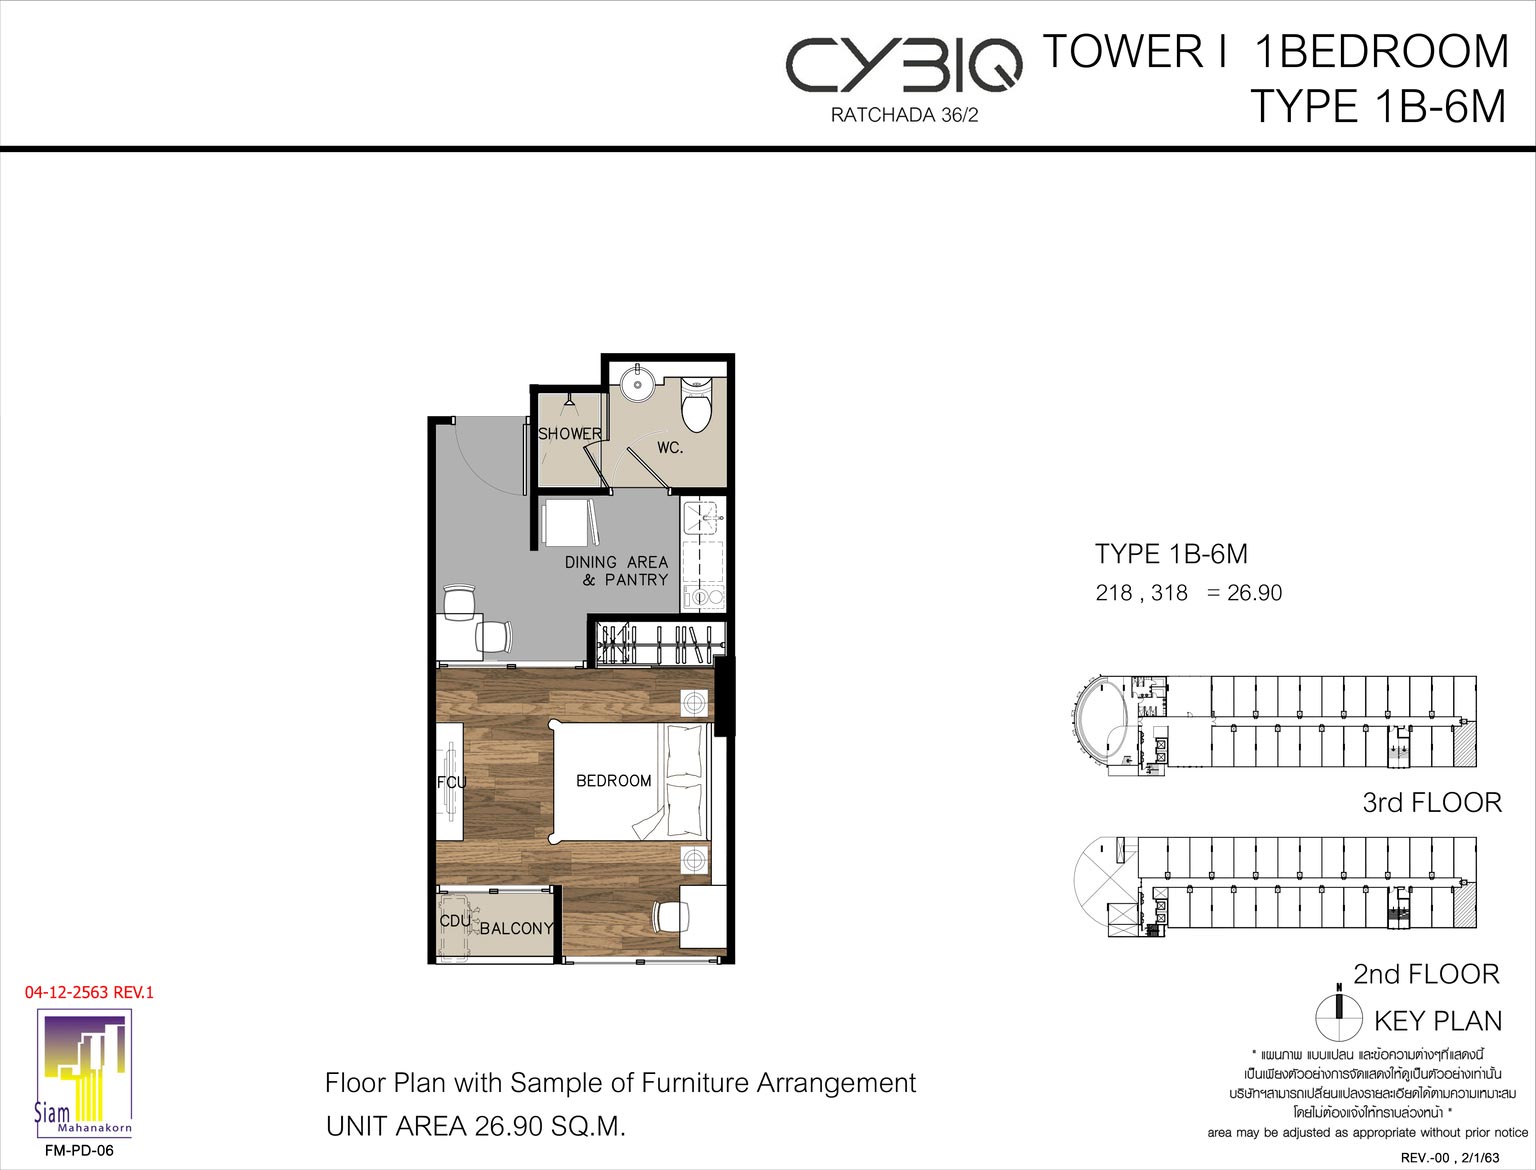 CYBIQ
RATCHADA 36/2
TOWER I 1BEDROOM
TYPE 1B-6M
SHOWER
WC.
DINING AREA
& PANTRY
FCU
BEDROOM
CDU
BALCONY
TYPE 1B-6M
218 , 318 = 26.90
3rd FLOOR
2nd FLOOR
N
KEY PLAN
" แผนภาพ แบบแปลน และข้อความต่างๆที่แสดงนี้
เป็นเพียงตัวอย่างการจัดแสดงให้ดูเป็นตัวอย่างเท่านั้น
บริษัทฯสามารถเปลี่ยนแปลงรายละเอียดได้ตามความเหมาะสม
โดยไม่ต้องแจ้งให้ทราบล่วงหน้า "
area may be adjusted as appropriate without prior notice
REV.-00 , 2/1/63
04-12-2563 REV.1
Siam
Mahanakorn
FM-PD-06
Floor Plan with Sample of Furniture Arrangement
UNIT AREA 26.90 SQ.M.